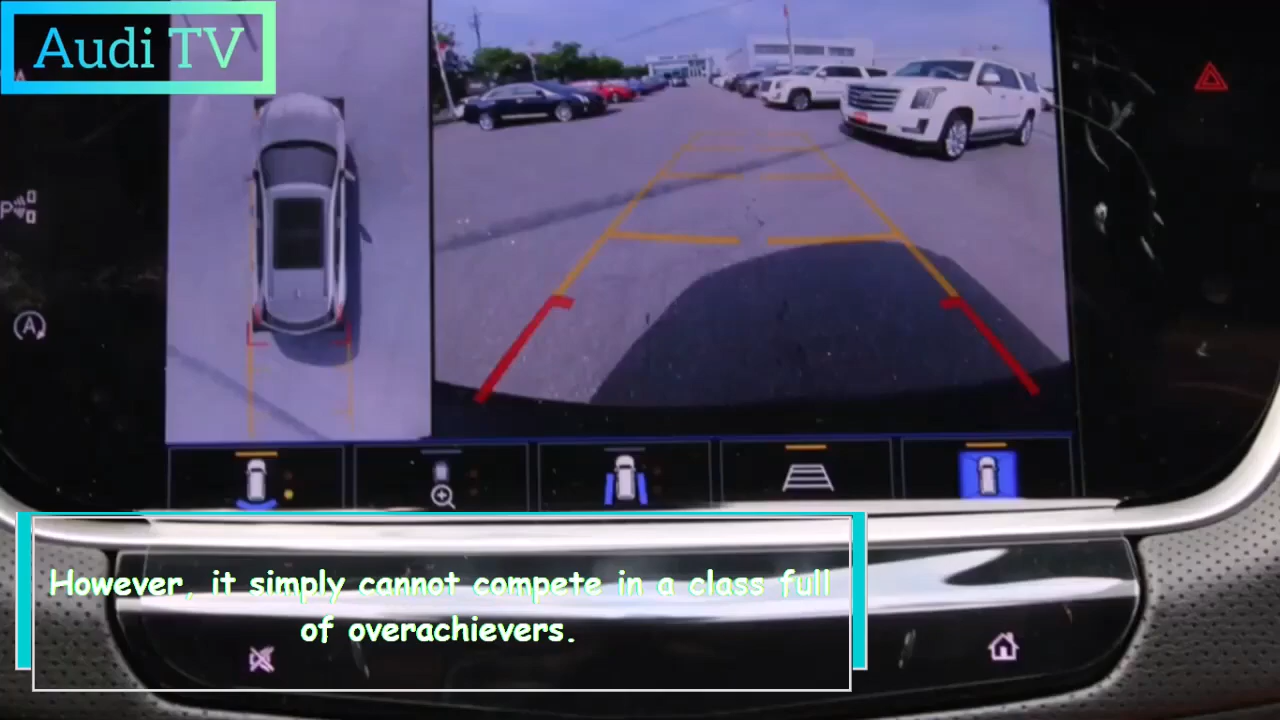 Audi TV
P
A
However, it simply cannot compete in a class full
of overachievers.